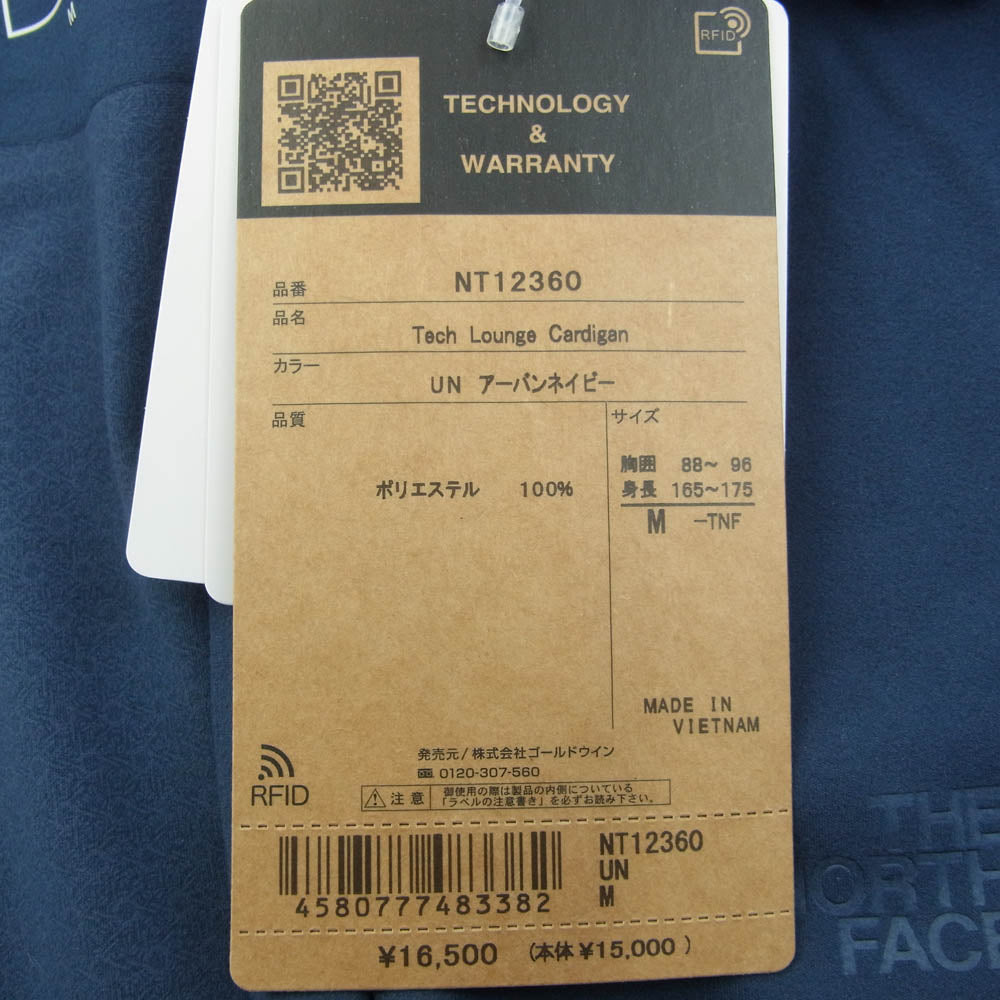 D
M
RFID
TECHNOLOGY
&
WARRANTY
品番 NT12360
品名 Tech Lounge Cardigan
カラー UN アーバンネイビー
品質
ポリエステル 100%
サイズ
胸囲 88～ 96
身長 165～175
M -TNF
MADE IN
VIETNAM
発売元/株式会社ゴールドウイン
0120-307-560
RFID
注意
御使用の際は製品の内側についている
「ラベルの注意書き」を必ずお読み下さい。
4580777483382
NT12360
UN
M
¥16,500 (本体¥15,000 )
THE
NORTH
FACE